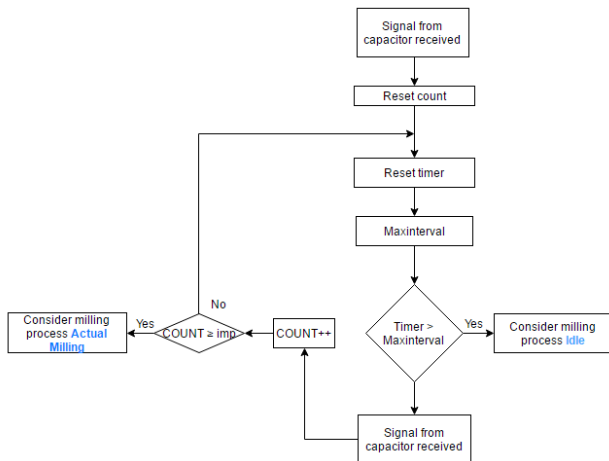 Signal from
capacitor received
Reset count
Reset timer
Maxinterval
No
Consider milling
process Actual
Milling
Yes
COUNT ≥ imp
COUNT++
Timer >
Maxinterval
Yes
Consider milling
process Idle
Signal from
capacitor received